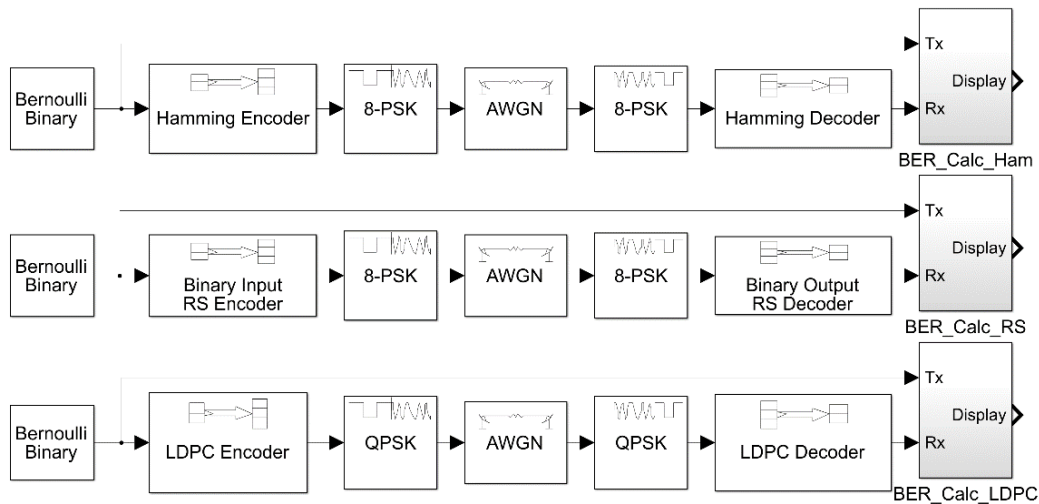 Bernoulli
Binary
Hamming Encoder
8-PSK
AWGN
8-PSK
Hamming Decoder
Tx
Display
Rx
BER_Calc_Ham
Bernoulli
Binary
Binary Input
RS Encoder
8-PSK
AWGN
8-PSK
Binary Output
RS Decoder
Tx
Display
Rx
BER_Calc_RS
Bernoulli
Binary
LDPC Encoder
QPSK
AWGN
QPSK
LDPC Decoder
Tx
Display
Rx
BER_Calc_LDPC